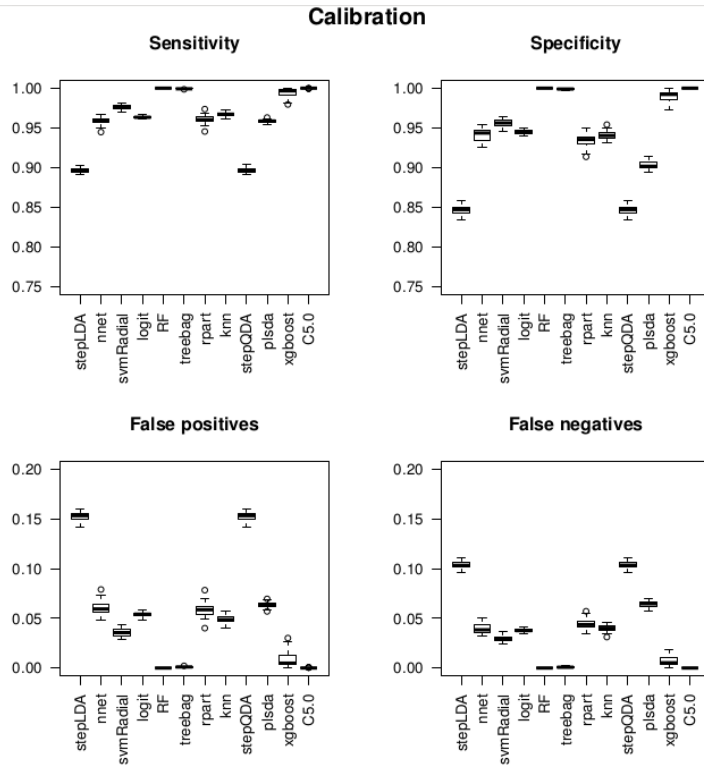 Calibration
Sensitivity
1.00
0.95
0.90
0.85
0.80
0.75
stepLDA
nnet
svmRadial
logit
RF
treebag
rpart
knn
stepQDA
plsda
xgboost
C5.0
Specificity
1.00
0.95
0.90
0.85
0.80
0.75
stepLDA
nnet
svmRadial
logit
RF
treebag
rpart
knn
stepQDA
plsda
xgboost
C5.0
False positives
0.20
0.15
0.10
0.05
0.00
stepLDA
nnet
svmRadial
logit
RF
treebag
rpart
knn
stepQDA
plsda
xgboost
C5.0
False negatives
0.20
0.15
0.10
0.05
0.00
stepLDA
nnet
svmRadial
logit
RF
treebag
rpart
knn
stepQDA
plsda
xgboost
C5.0